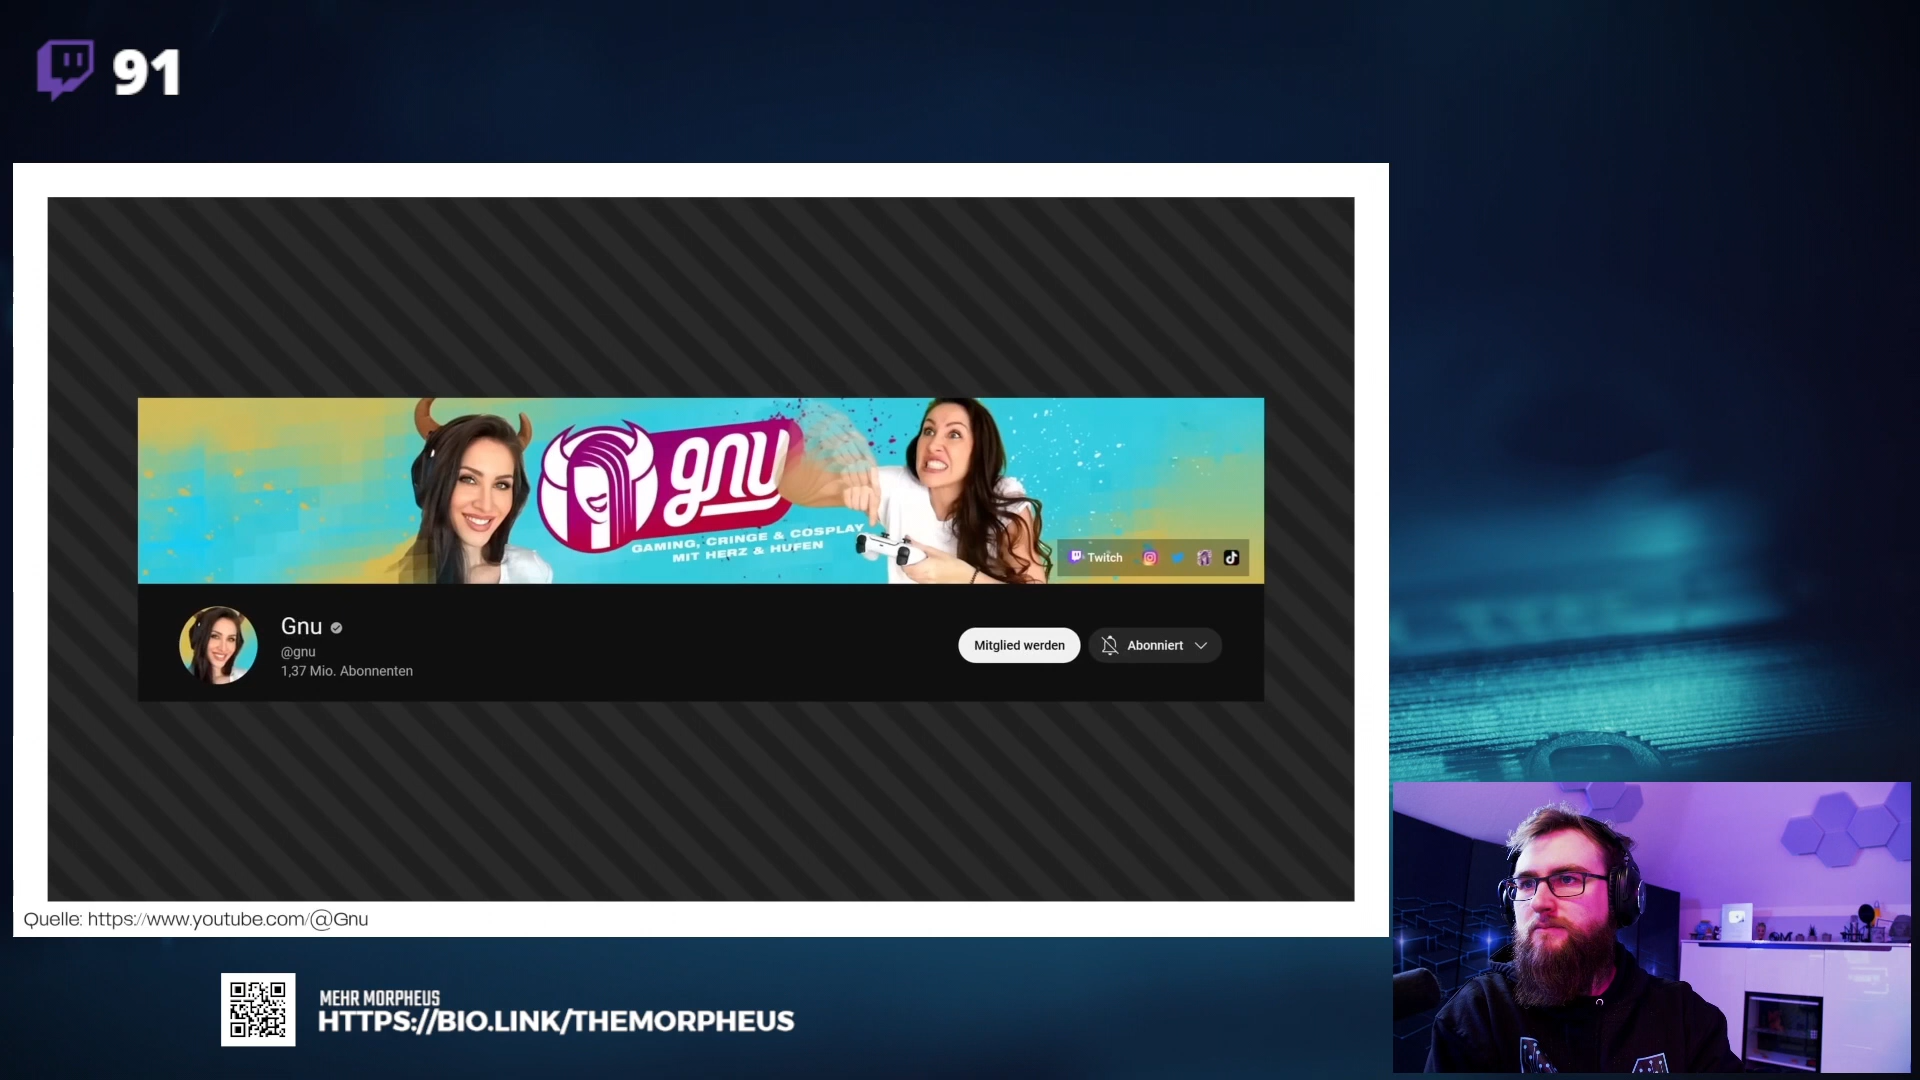 91
gnu
GAMING, CRINGE & COSPLAY
MIT HERZ & HUFEN
Twitch
Gnu
@gnu
1,37 Mio. Abonnenten
Mitglied werden
Abonniert
Quelle: https://www.youtube.com/@Gnu
MEHR MORPHEUS
HTTPS://BIO.LINK/THEMORPHEUS